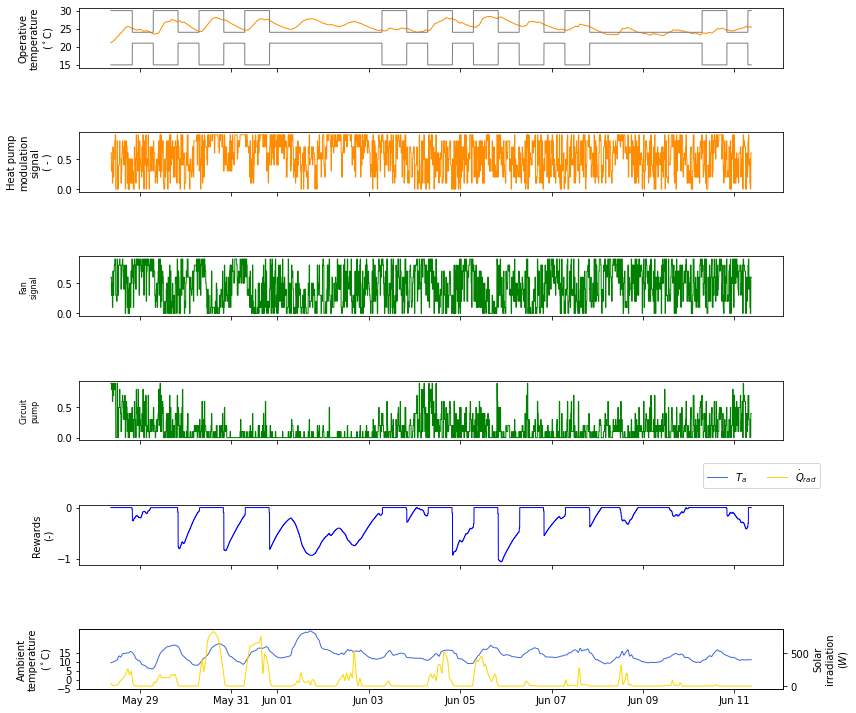 Operative
temperature
(°C)
30
25
20
15
Heat pump
modulation
signal
( - )
0.5
0.0
Fan
signal
0.5
0.0
Circuit
pump
0.5
0.0
T_a
Q̇_rad
Rewards
(-)
0
−1
Ambient
temperature
(°C)
15
10
5
0
−5
500
0
Solar
irradiation
(W)
May 29
May 31
Jun 01
Jun 03
Jun 05
Jun 07
Jun 09
Jun 11